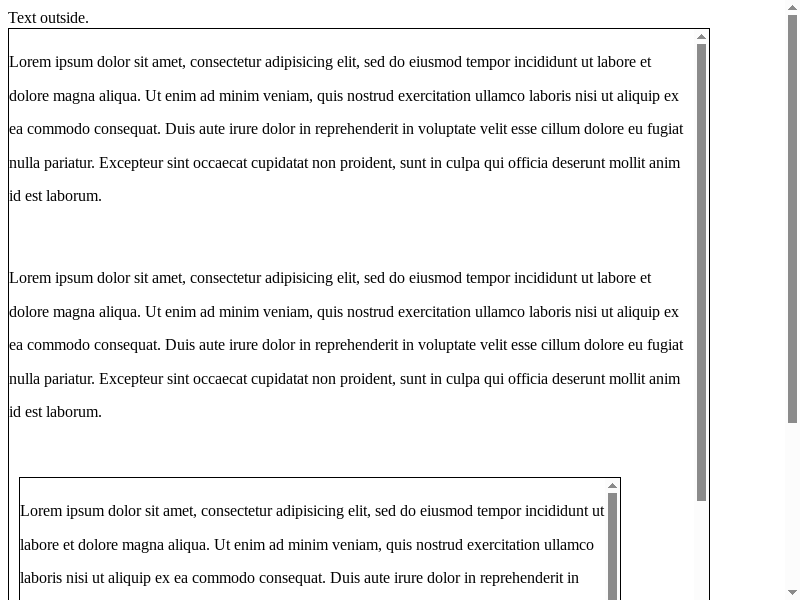 Text outside.
Lorem ipsum dolor sit amet, consectetur adipisicing elit, sed do eiusmod tempor incididunt ut labore et
dolore magna aliqua. Ut enim ad minim veniam, quis nostrud exercitation ullamco laboris nisi ut aliquip ex
ea commodo consequat. Duis aute irure dolor in reprehenderit in voluptate velit esse cillum dolore eu fugiat
nulla pariatur. Excepteur sint occaecat cupidatat non proident, sunt in culpa qui officia deserunt mollit anim
id est laborum.
Lorem ipsum dolor sit amet, consectetur adipisicing elit, sed do eiusmod tempor incididunt ut labore et
dolore magna aliqua. Ut enim ad minim veniam, quis nostrud exercitation ullamco laboris nisi ut aliquip ex
ea commodo consequat. Duis aute irure dolor in reprehenderit in voluptate velit esse cillum dolore eu fugiat
nulla pariatur. Excepteur sint occaecat cupidatat non proident, sunt in culpa qui officia deserunt mollit anim
id est laborum.
Lorem ipsum dolor sit amet, consectetur adipisicing elit, sed do eiusmod tempor incididunt ut
labore et dolore magna aliqua. Ut enim ad minim veniam, quis nostrud exercitation ullamco
laboris nisi ut aliquip ex ea commodo consequat. Duis aute irure dolor in reprehenderit in